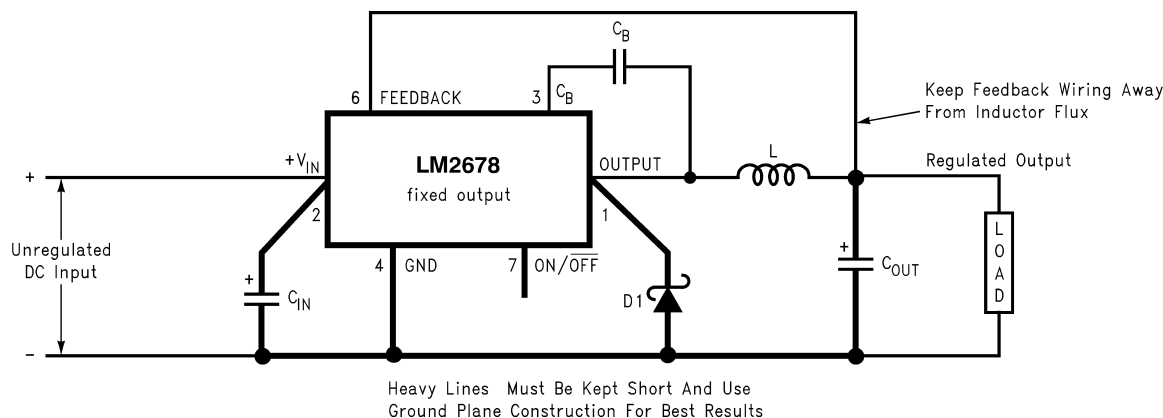 C_B
6 FEEDBACK
3 C_B
Keep Feedback Wiring Away
From Inductor Flux
+V_IN
LM2678
fixed output
OUTPUT
L
Regulated Output
+
2
1
Unregulated
DC Input
4 GND
7 ON/O̅F̅F̅
+
C_IN
D1
+
C_OUT
LOAD
−
Heavy Lines Must Be Kept Short And Use
Ground Plane Construction For Best Results